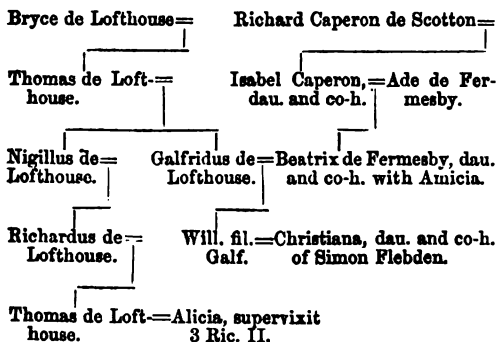 Bryce de Lofthouse= Richard Caperon de Scotton=
Thomas de Loft-= Isabel Caperon,=Ade de Fer-
house. dau. and co-h. mesby.
Nigillus de= Galfridus de=Beatrix de Fermesby, dau.
Lofthouse. Lofthouse. and co-h. with Amicia.
Richardus de= Will. fil.=Christiana, dau. and co-h.
Lofthouse. Galf. of Simon Flebden.
Thomas de Loft-=Alicia, supervixit
house. 3 Ric. II.